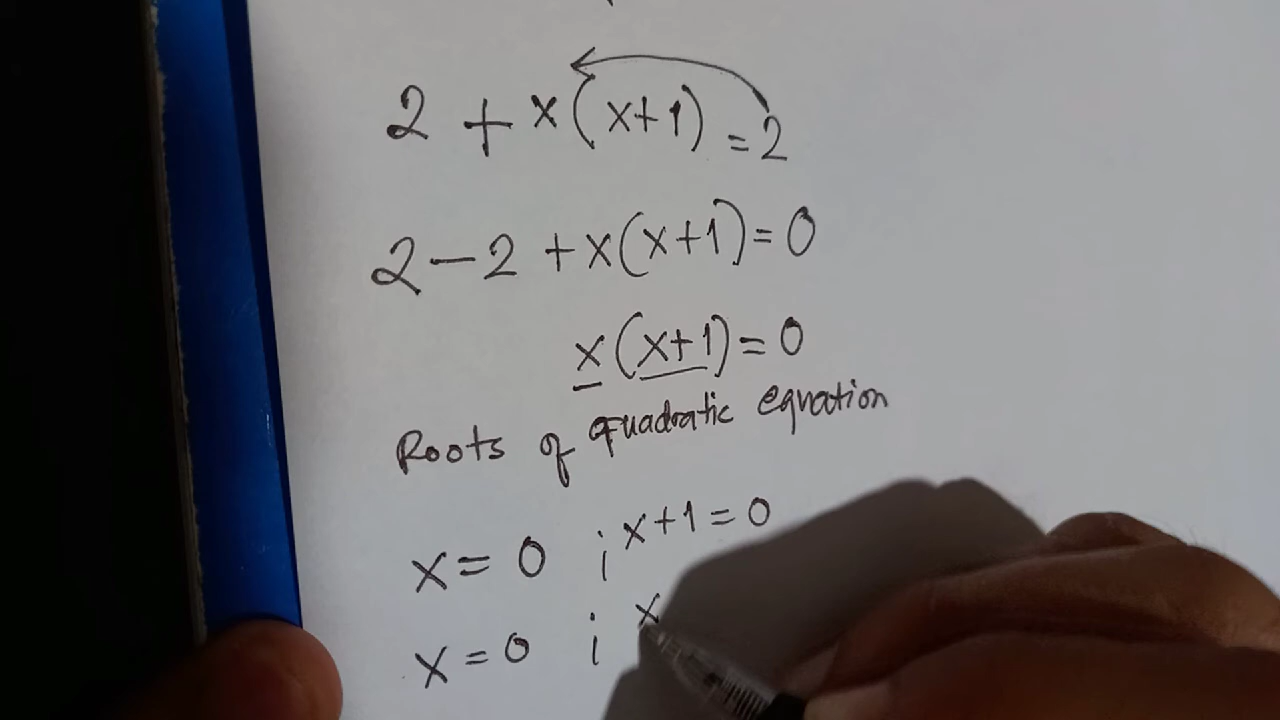 2 + x(x+1) = 2
2 - 2 + x(x+1) = 0
x(x+1) = 0
Roots of quadratic equation
x = 0 ; x+1 = 0
x = 0 ; x